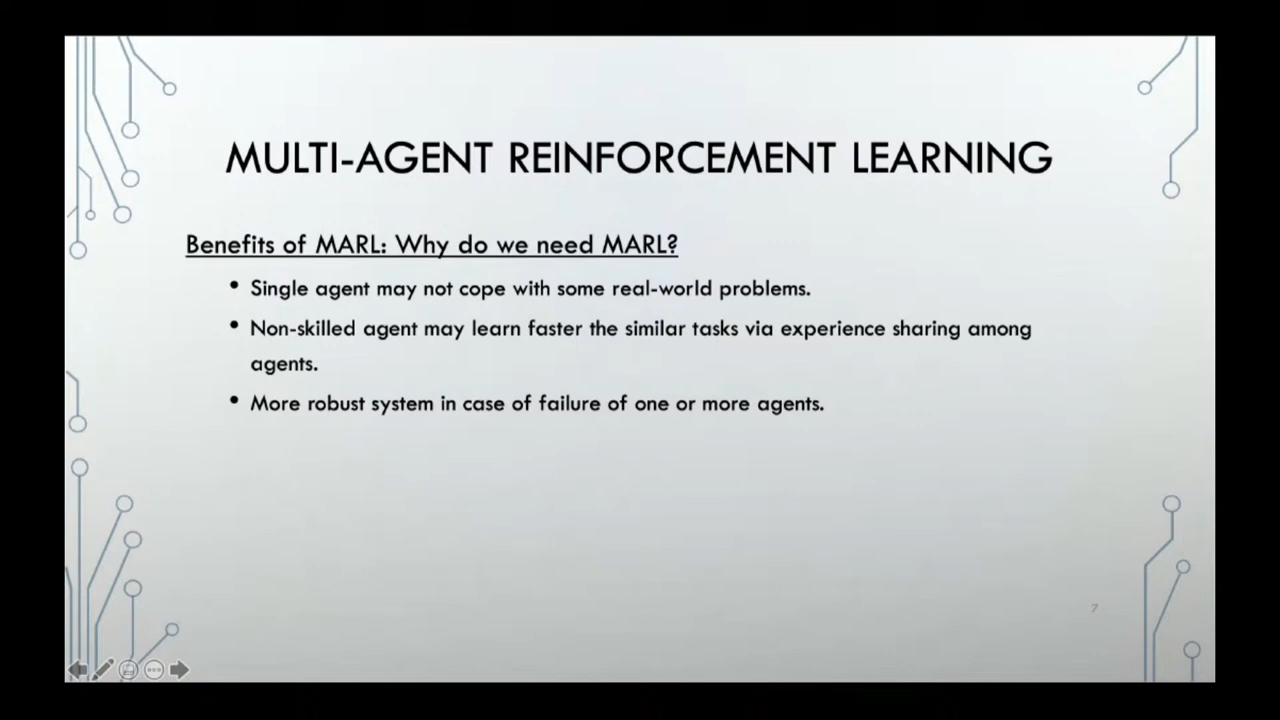 MULTI-AGENT REINFORCEMENT LEARNING
Benefits of MARL: Why do we need MARL?
• Single agent may not cope with some real-world problems.
• Non-skilled agent may learn faster the similar tasks via experience sharing among
agents.
• More robust system in case of failure of one or more agents.
7